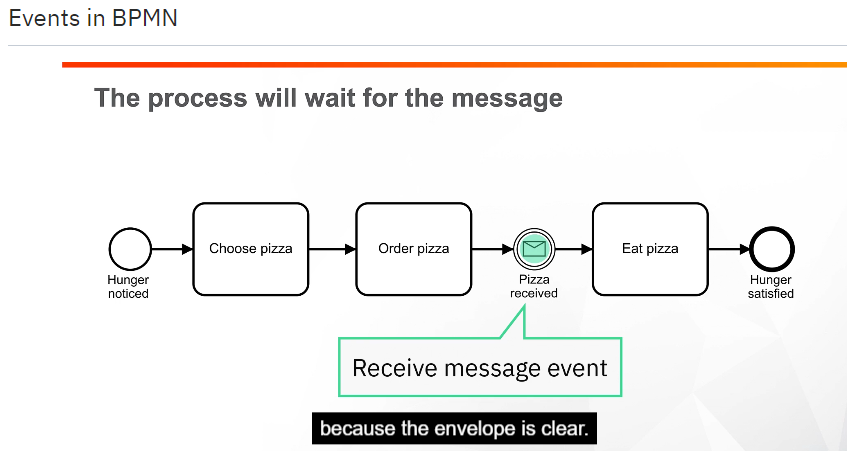 Events in BPMN
The process will wait for the message
Choose pizza
Order pizza
Eat pizza
Hunger
noticed
Pizza
received
Hunger
satisfied
Receive message event
because the envelope is clear.